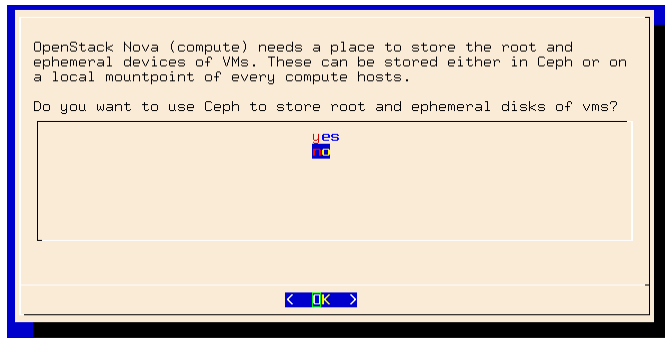 OpenStack Nova (compute) needs a place to store the root and
ephemeral devices of VMs. These can be stored either in Ceph or on
a local mountpoint of every compute hosts.
Do you want to use Ceph to store root and ephemeral disks of vms?
yes
no
< OK >